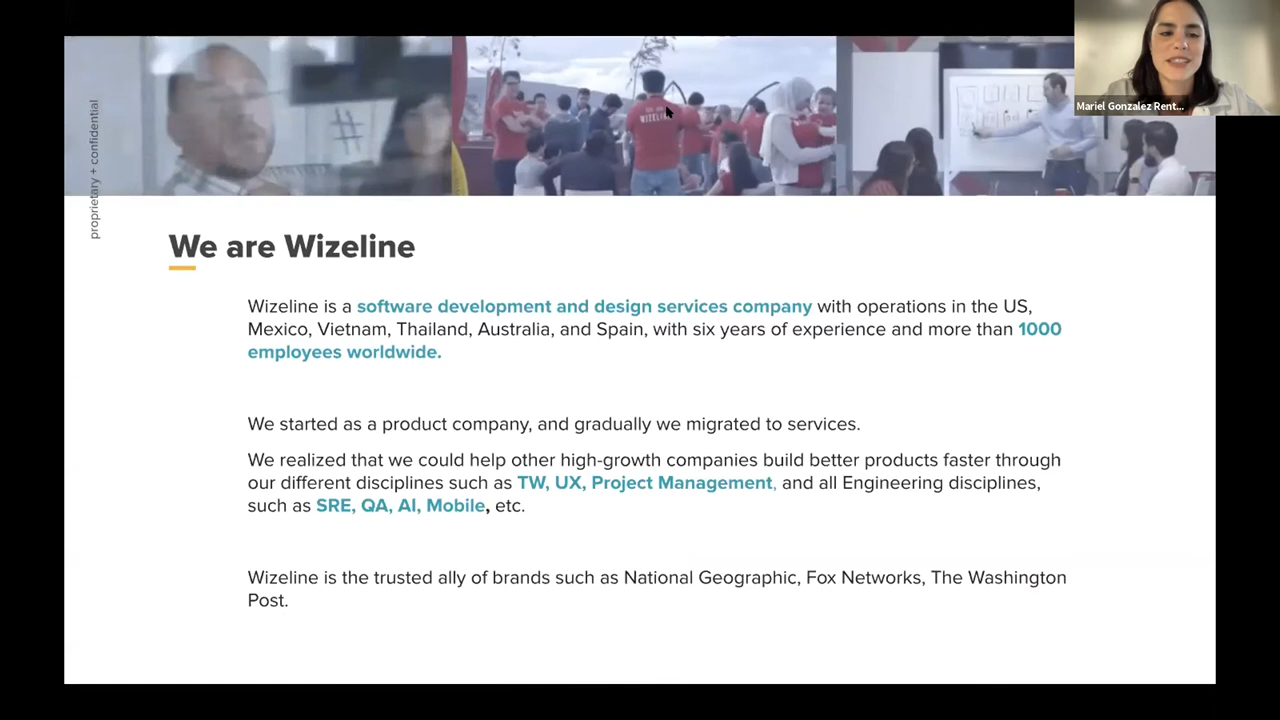 Mariel Gonzalez Rent...
proprietary + confidential
WIZELINE
We are Wizeline
Wizeline is a software development and design services company with operations in the US,
Mexico, Vietnam, Thailand, Australia, and Spain, with six years of experience and more than 1000
employees worldwide.
We started as a product company, and gradually we migrated to services.
We realized that we could help other high-growth companies build better products faster through
our different disciplines such as TW, UX, Project Management, and all Engineering disciplines,
such as SRE, QA, AI, Mobile, etc.
Wizeline is the trusted ally of brands such as National Geographic, Fox Networks, The Washington
Post.